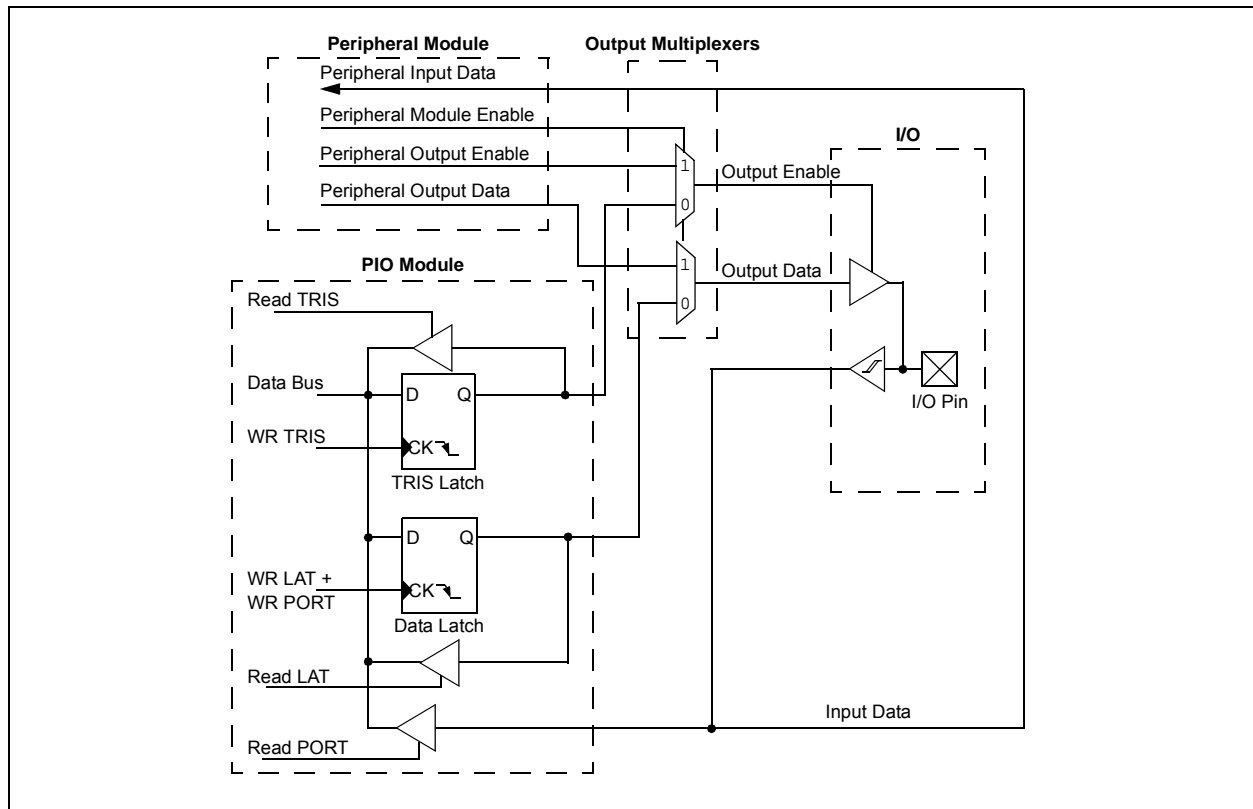 Peripheral Module
Output Multiplexers
Peripheral Input Data
Peripheral Module Enable
Peripheral Output Enable
Peripheral Output Data
I/O
1
0
Output Enable
1
0
Output Data
PIO Module
Read TRIS
Data Bus
D Q
WR TRIS
CK
TRIS Latch
I/O Pin
D Q
WR LAT +
WR PORT
CK
Data Latch
Read LAT
Input Data
Read PORT